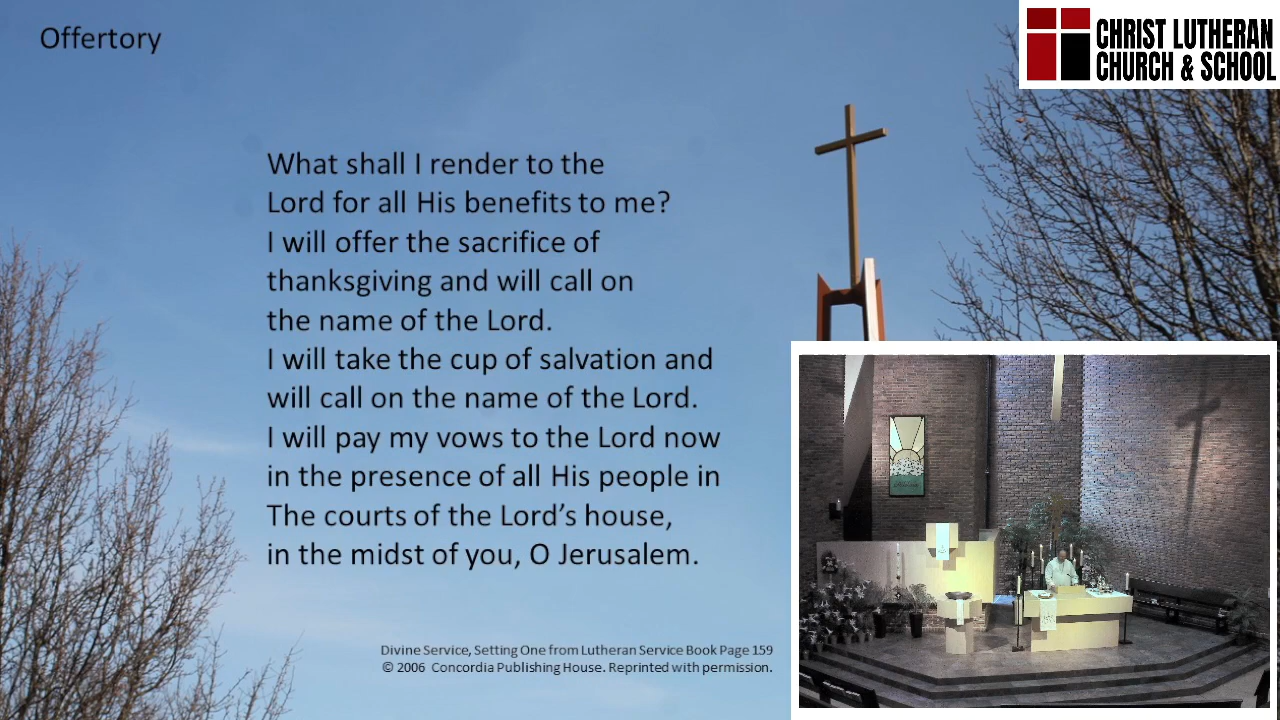 Offertory
CHRIST LUTHERAN
CHURCH & SCHOOL
What shall I render to the
Lord for all His benefits to me?
I will offer the sacrifice of
thanksgiving and will call on
the name of the Lord.
I will take the cup of salvation and
will call on the name of the Lord.
I will pay my vows to the Lord now
in the presence of all His people in
The courts of the Lord’s house,
in the midst of you, O Jerusalem.
Divine Service, Setting One from Lutheran Service Book Page 159
© 2006 Concordia Publishing House. Reprinted with permission.